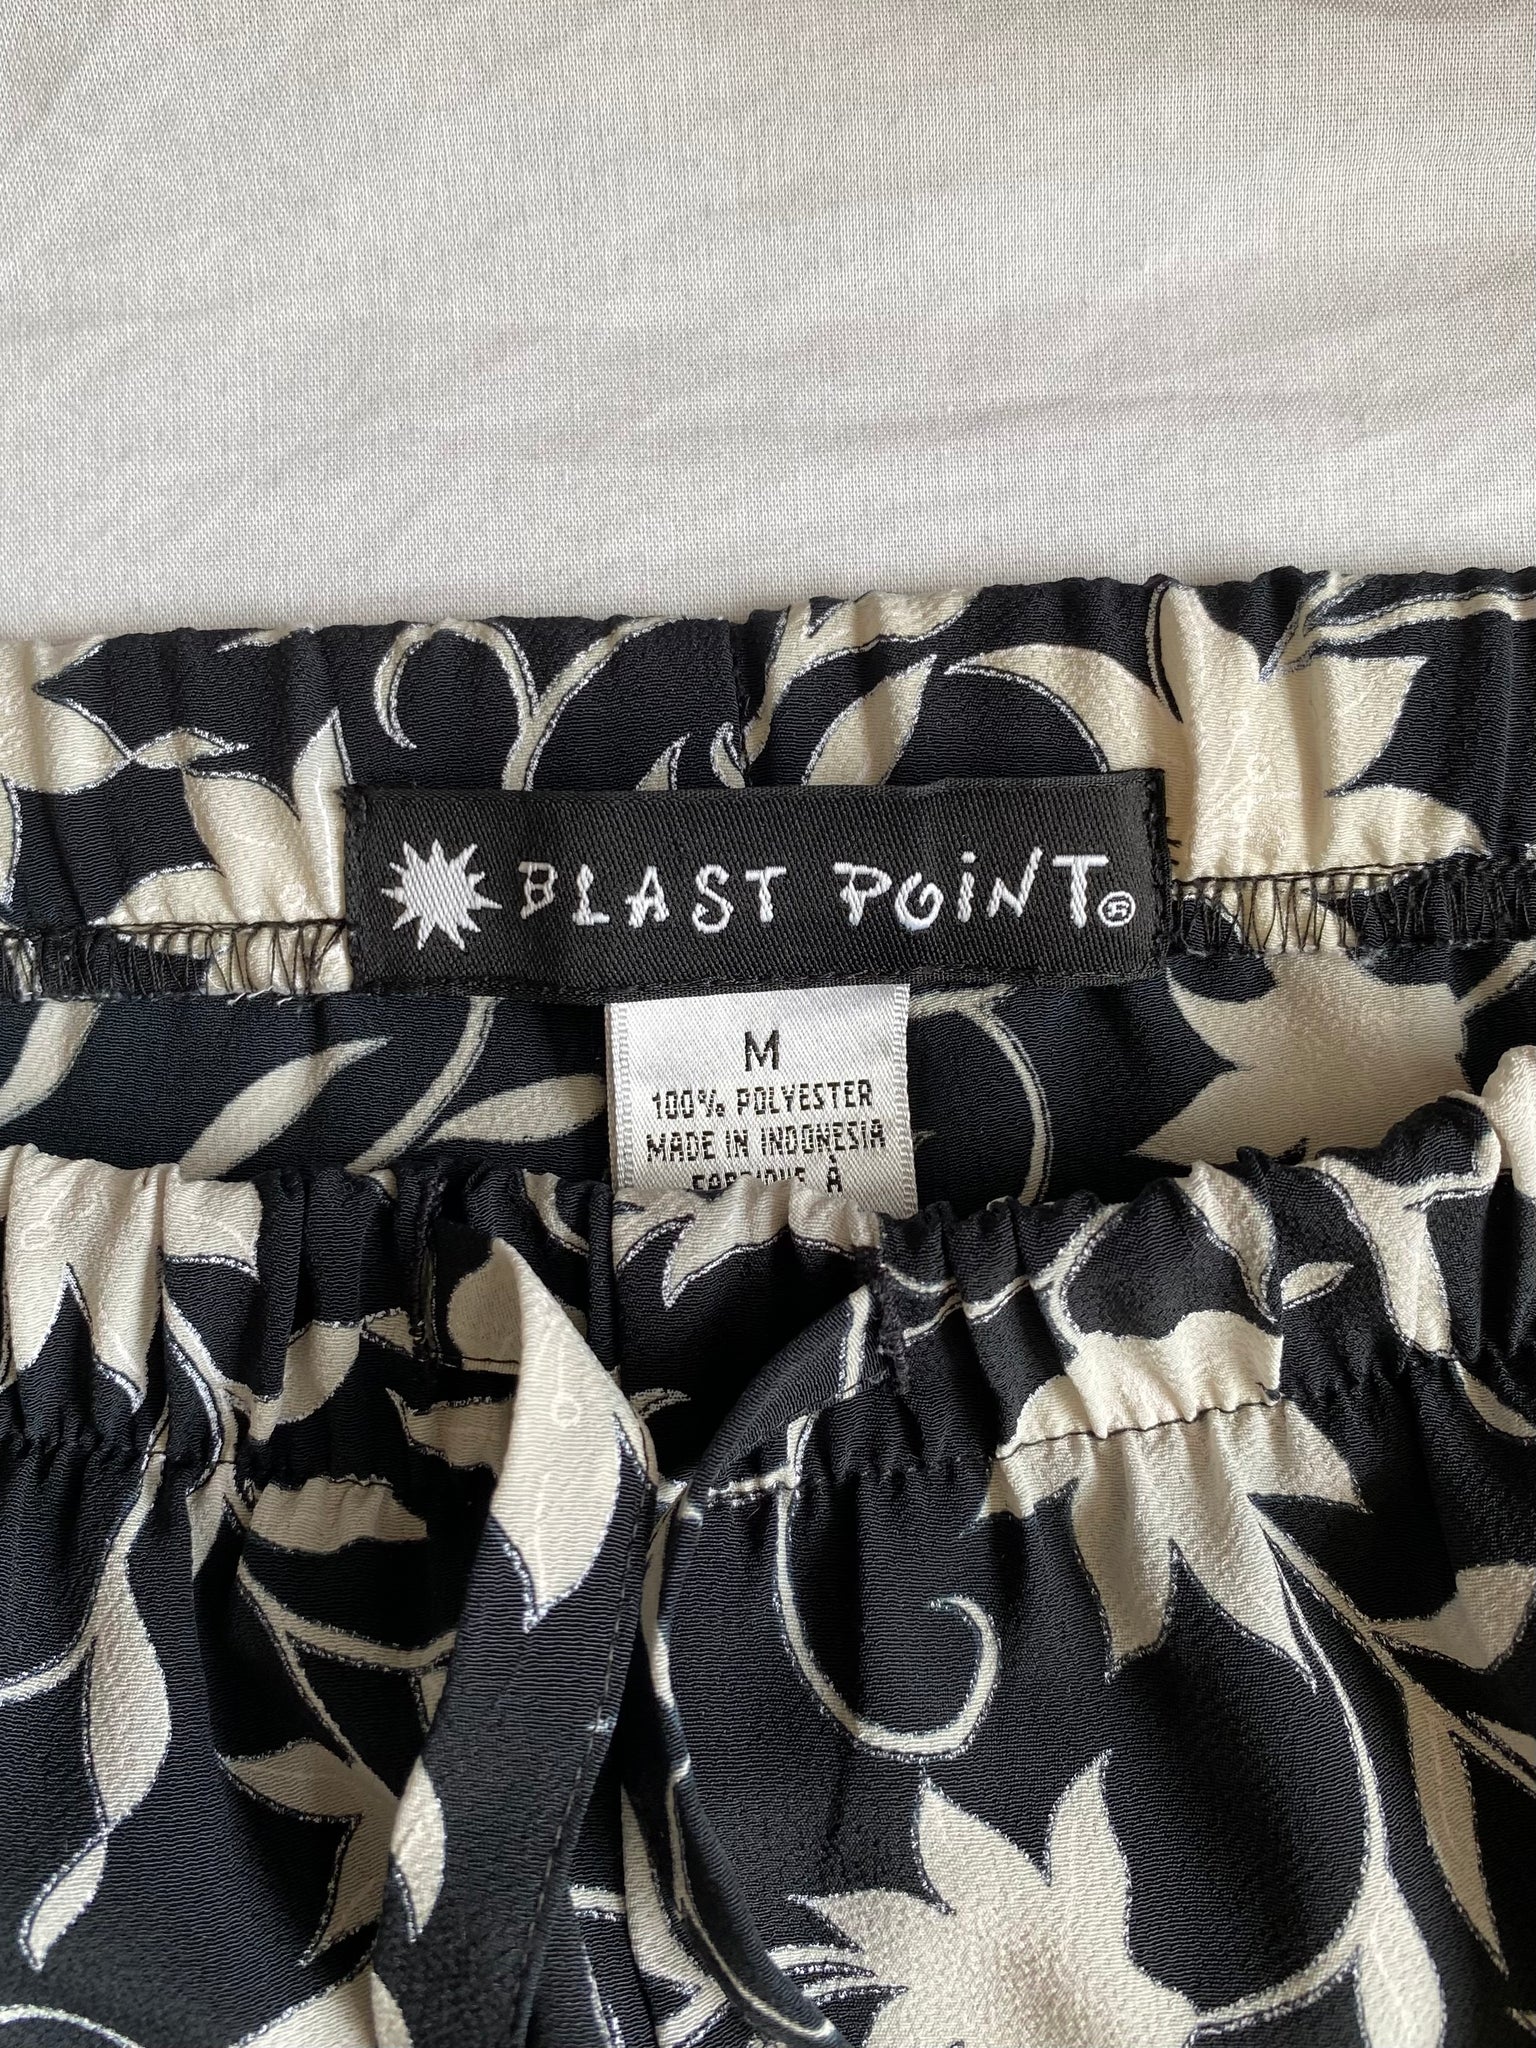 BLAST POINT®
M
100% POLYESTER
MADE IN INDONESIA
À